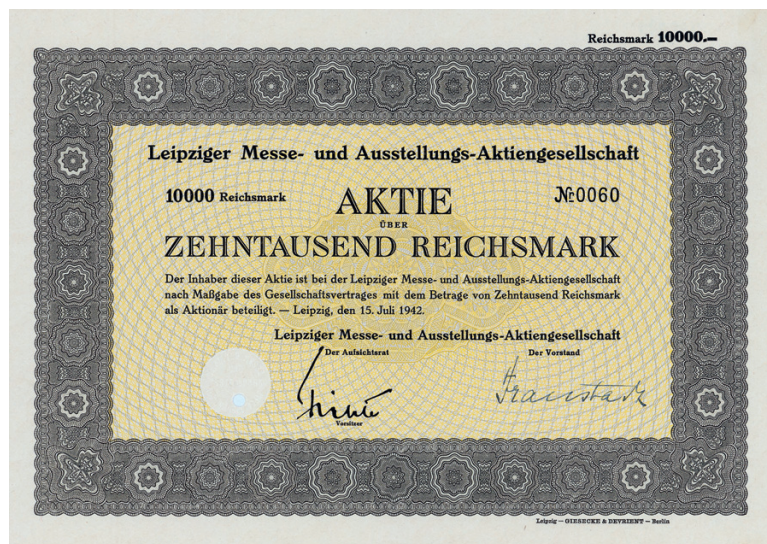 Reichsmark 10000.—
Leipziger Messe- und Ausstellungs-Aktiengesellschaft
10000 Reichsmark
AKTIE
№ 0060
ÜBER
ZEHNTAUSEND REICHSMARK
Der Inhaber dieser Aktie ist bei der Leipziger Messe- und Ausstellungs-Aktiengesellschaft
nach Maßgabe des Gesellschaftsvertrages mit dem Betrage von Zehntausend Reichsmark
als Aktionär beteiligt. — Leipzig, den 15. Juli 1942.
Leipziger Messe- und Ausstellungs-Aktiengesellschaft
Der Aufsichtsrat
Der Vorstand
Vorsitzer
Leipzig — GIESECKE & DEVRIENT — Berlin